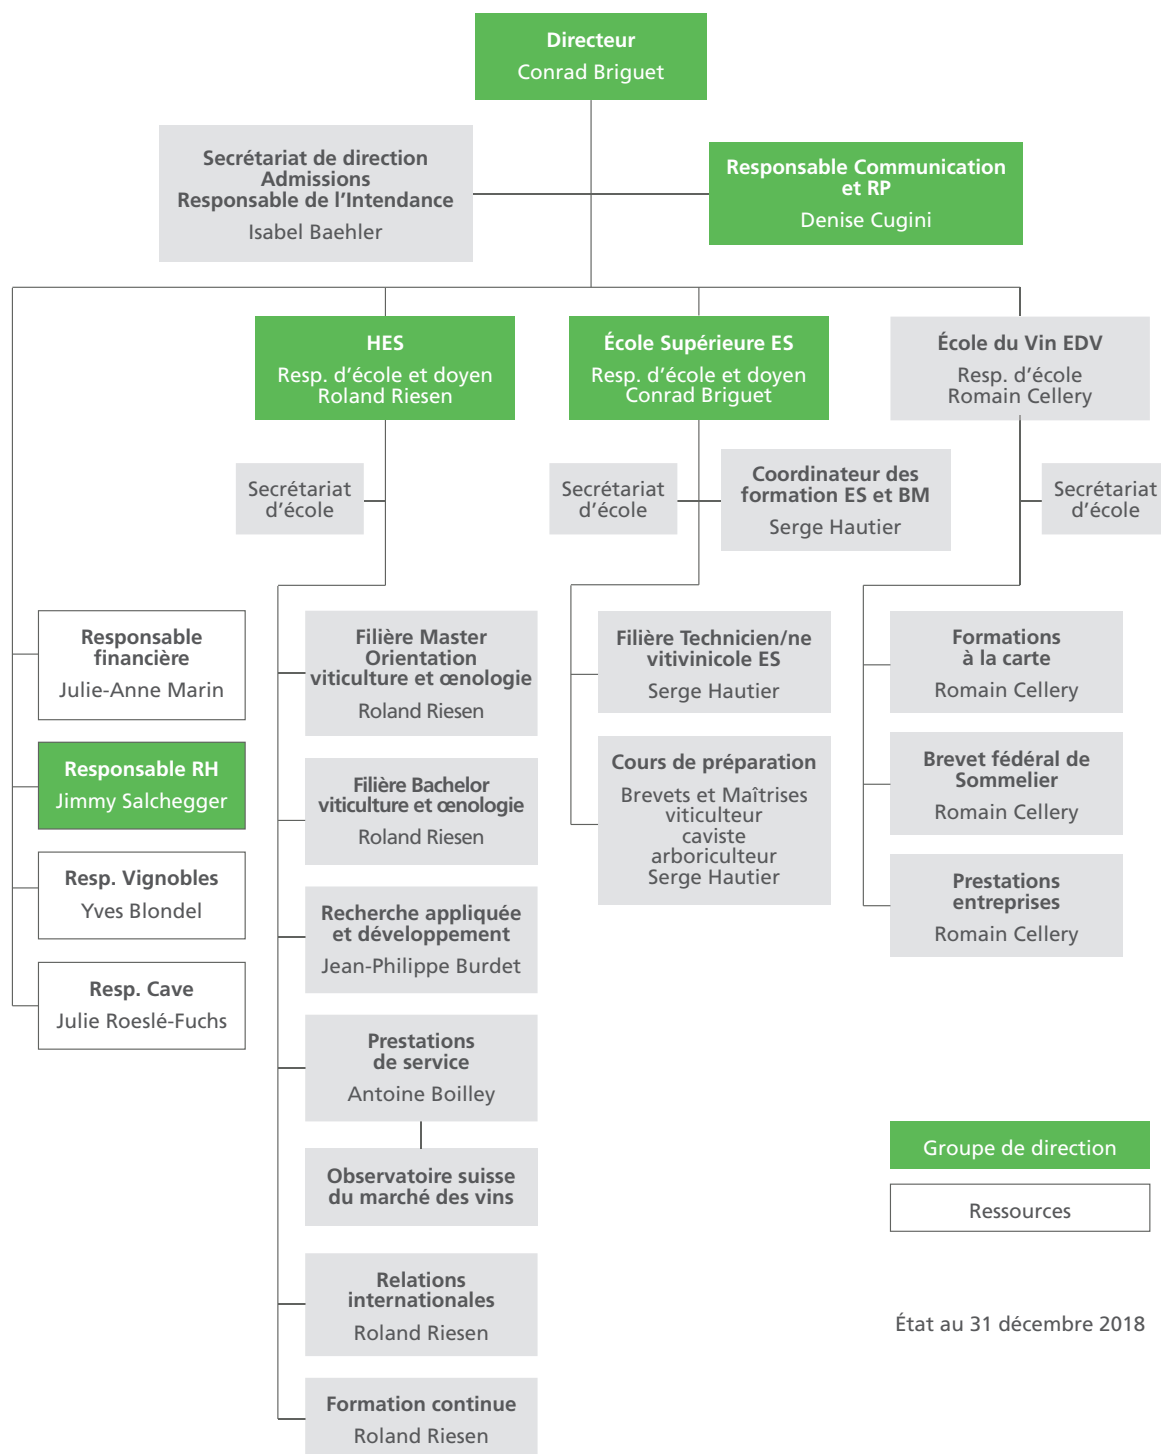 Directeur
Conrad Briguet
Secrétariat de direction
Admissions
Responsable de l’Intendance
Isabel Baehler
Responsable Communication
et RP
Denise Cugini
HES
Resp. d’école et doyen
Roland Riesen
École Supérieure ES
Resp. d’école et doyen
Conrad Briguet
École du Vin EDV
Resp. d’école
Romain Cellery
Secrétariat
d’école
Secrétariat
d’école
Coordinateur des
formation ES et BM
Serge Hautier
Secrétariat
d’école
Responsable
financière
Julie-Anne Marin
Responsable RH
Jimmy Salchegger
Resp. Vignobles
Yves Blondel
Resp. Cave
Julie Roeslé-Fuchs
Filière Master
Orientation
viticulture et œnologie
Roland Riesen
Filière Bachelor
viticulture et œnologie
Roland Riesen
Recherche appliquée
et développement
Jean-Philippe Burdet
Prestations
de service
Antoine Boilley
Observatoire suisse
du marché des vins
Relations
internationales
Roland Riesen
Formation continue
Roland Riesen
Filière Technicien/ne
vitivinicole ES
Serge Hautier
Cours de préparation
Brevets et Maîtrises
viticulteur
caviste
arboriculteur
Serge Hautier
Formations
à la carte
Romain Cellery
Brevet fédéral de
Sommelier
Romain Cellery
Prestations
entreprises
Romain Cellery
Groupe de direction
Ressources
État au 31 décembre 2018